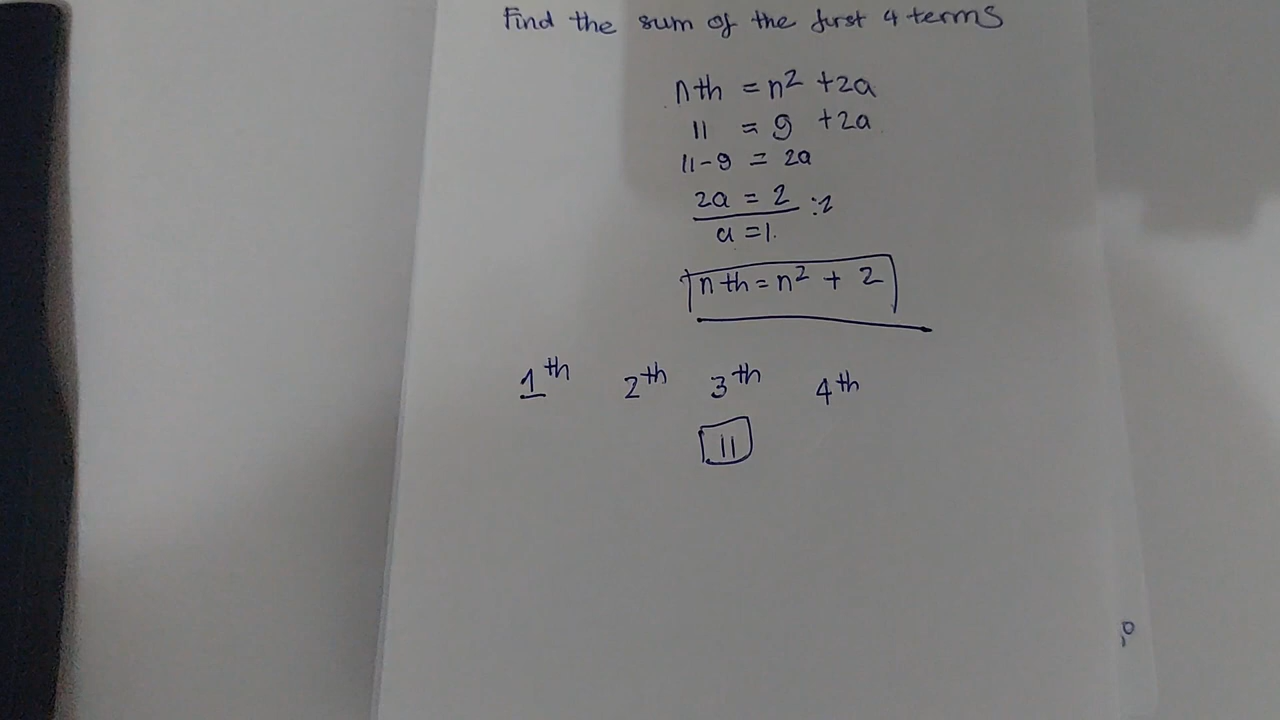 Find the sum of the first 4 terms
nth = n² + 2a
11 = 9 + 2a
11-9 = 2a
2a = 2 :2
a = 1.
nth = n² + 2
1th 2th 3th 4th
11